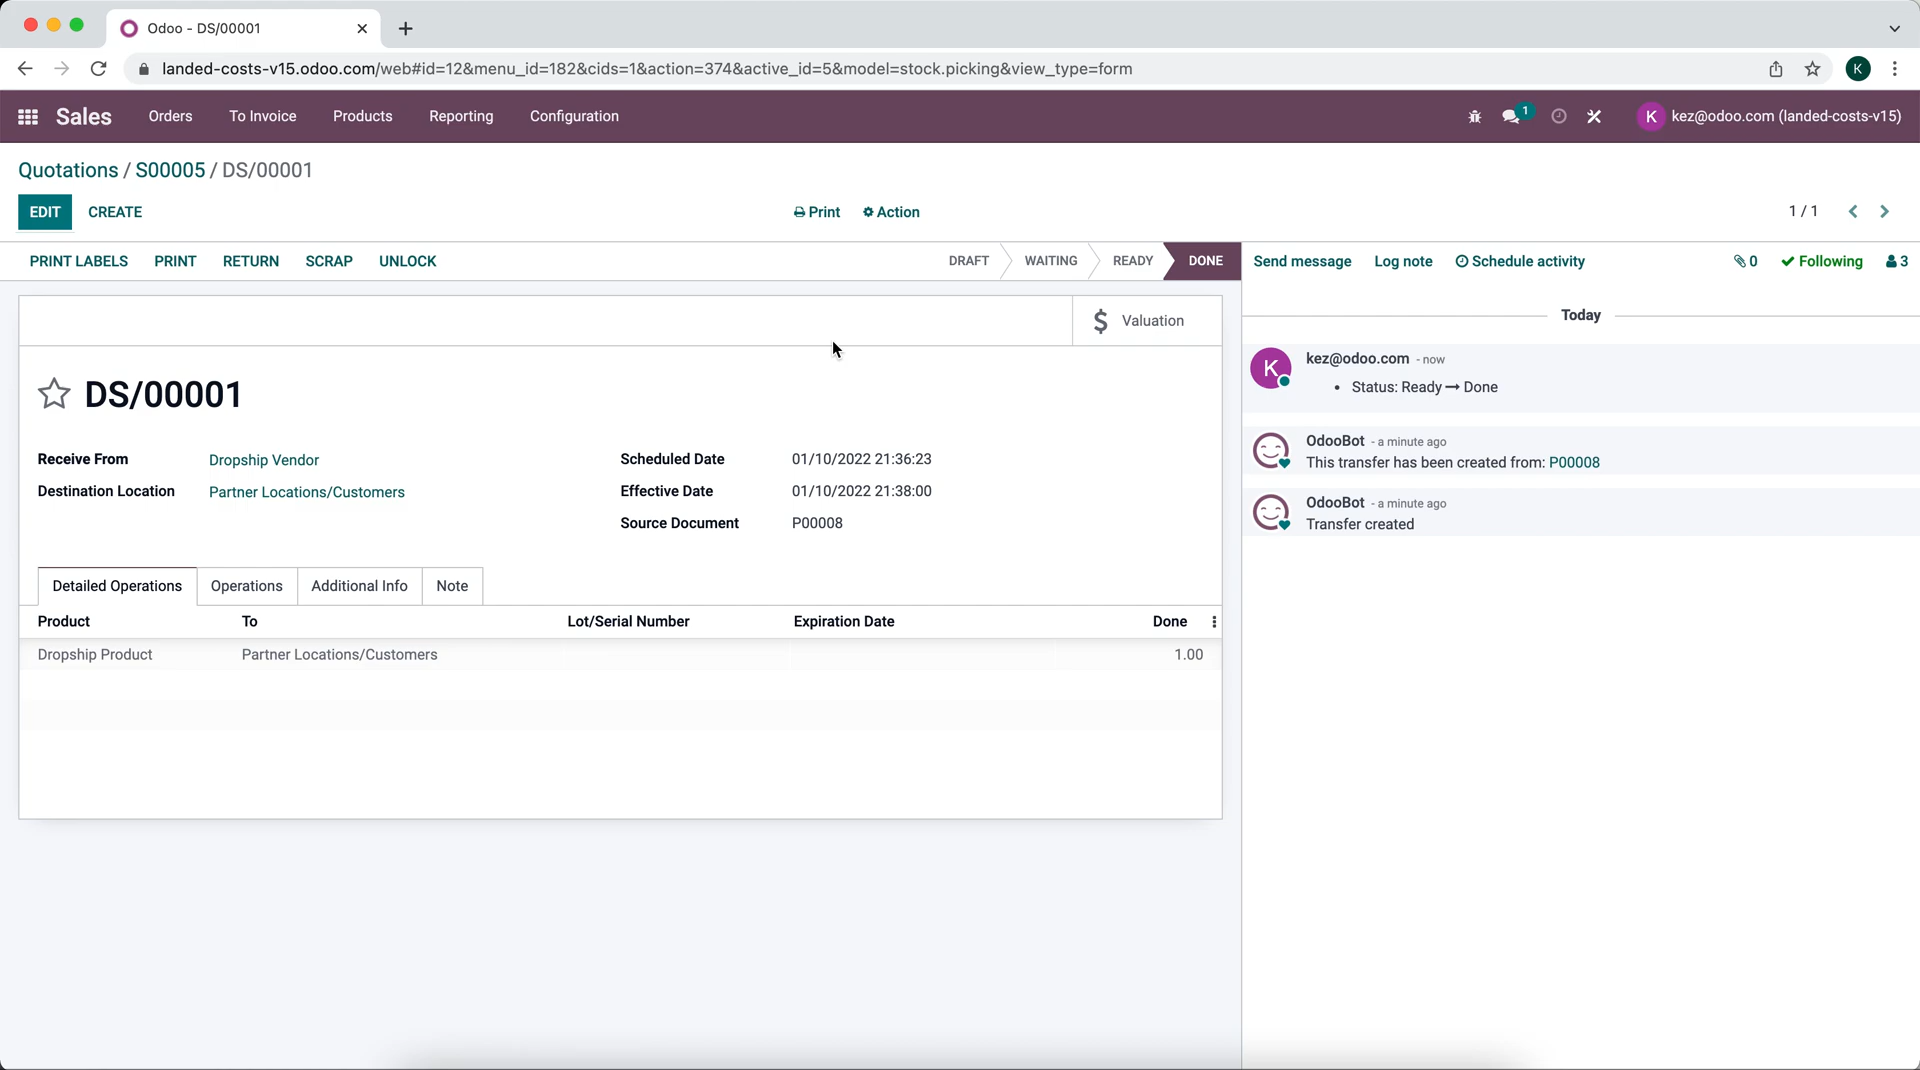 Odoo - DS/00001
landed-costs-v15.odoo.com/web#id=12&menu_id=182&cids=1&action=374&active_id=5&model=stock.picking&view_type=form
K
Sales Orders To Invoice Products Reporting Configuration
1
K kez@odoo.com (landed-costs-v15)
Quotations / S00005 / DS/00001
EDIT CREATE Print Action 1 / 1
PRINT LABELS PRINT RETURN SCRAP UNLOCK DRAFT WAITING READY DONE
Send message Log note Schedule activity 0 Following 3
$ Valuation
Today
DS/00001
K
kez@odoo.com - now
Status: Ready → Done
OdooBot - a minute ago
This transfer has been created from: P00008
OdooBot - a minute ago
Transfer created
Receive From Dropship Vendor
Destination Location Partner Locations/Customers
Scheduled Date 01/10/2022 21:36:23
Effective Date 01/10/2022 21:38:00
Source Document P00008
Detailed Operations Operations Additional Info Note
Product To Lot/Serial Number Expiration Date Done
Dropship Product Partner Locations/Customers 1.00